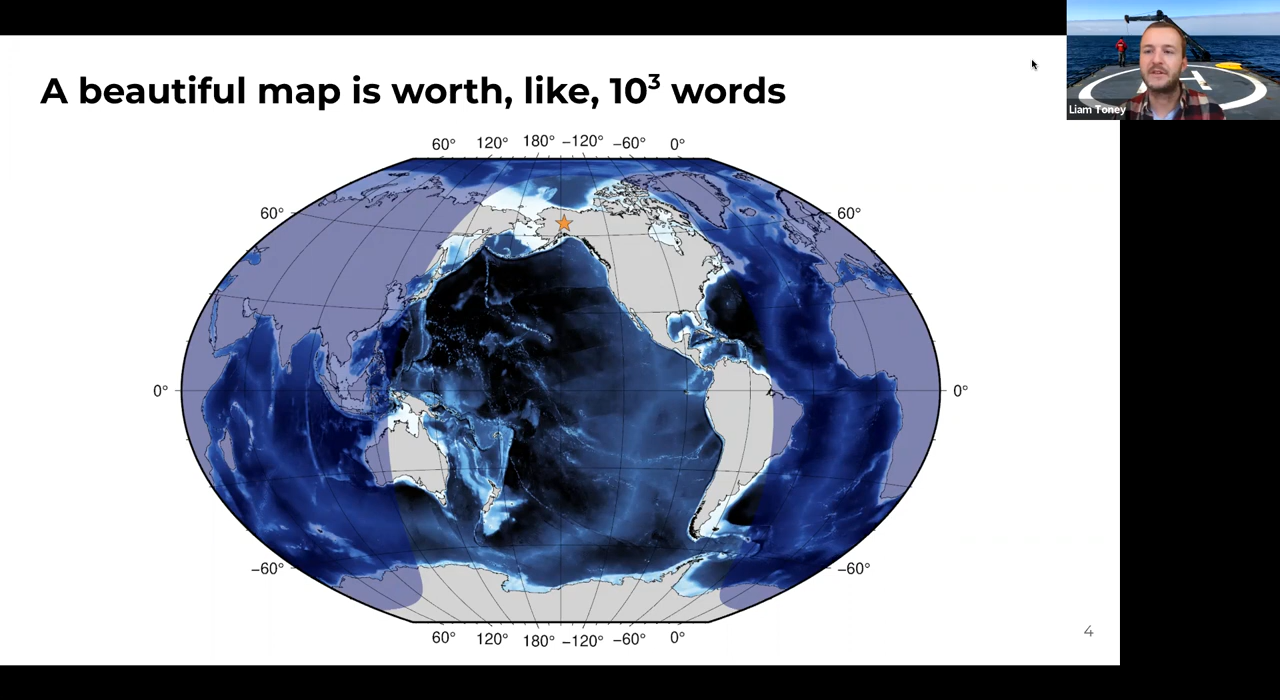 A beautiful map is worth, like, 10³ words
Liam Toney
60° 120° 180° −120° −60° 0°
60° 60°
0° 0°
−60° −60°
60° 120° 180° −120° −60° 0°
4